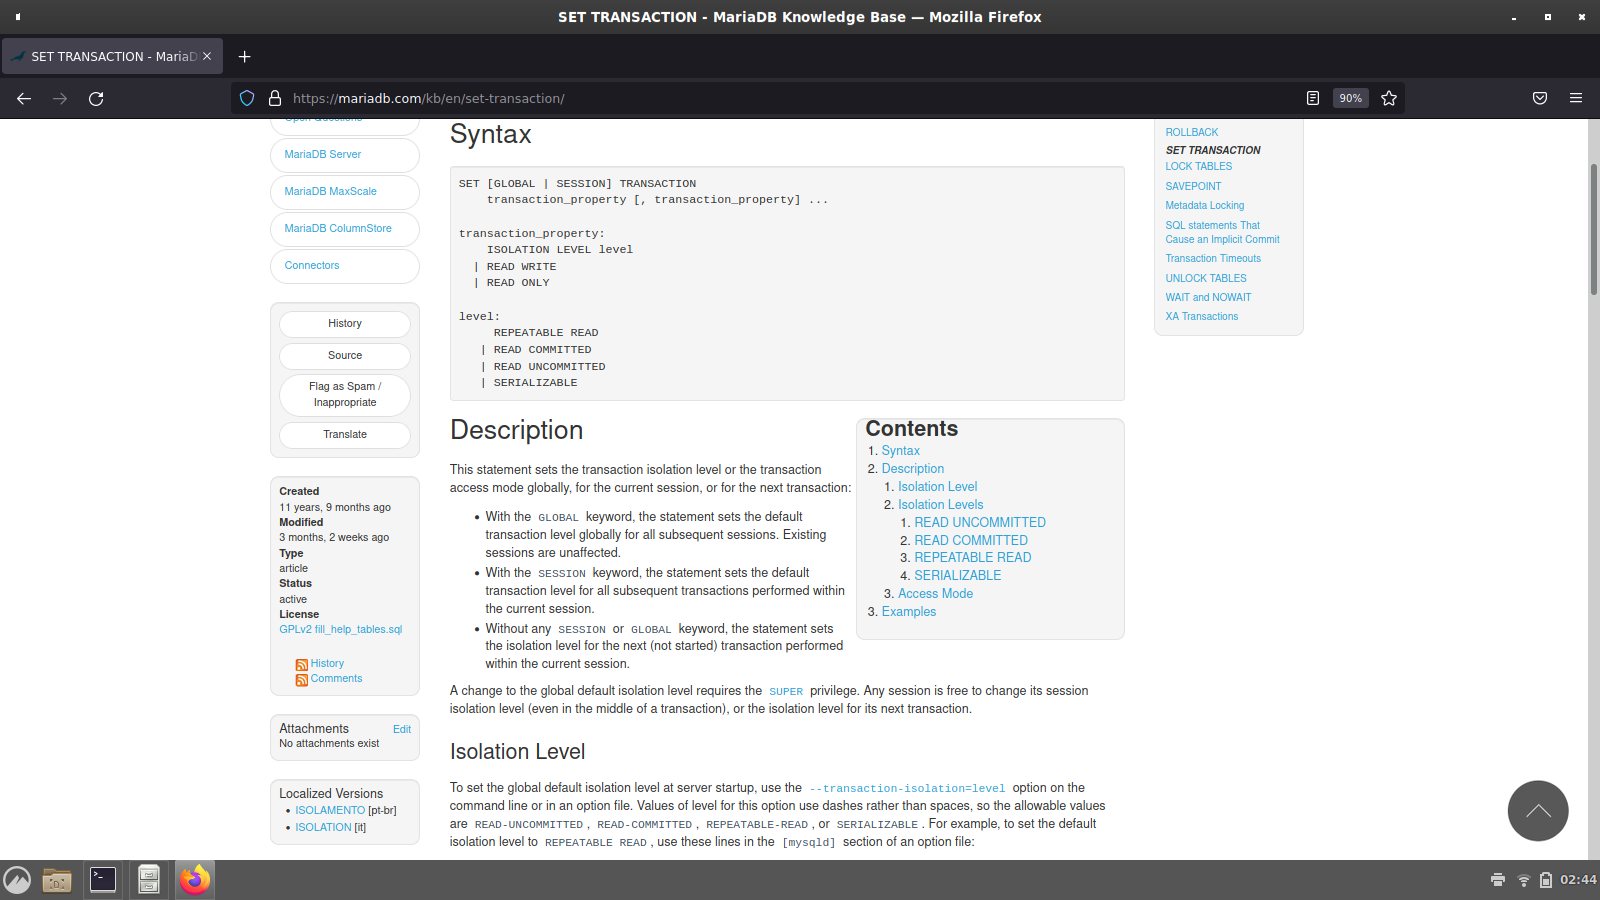 SET TRANSACTION - MariaDB Knowledge Base — Mozilla Firefox
SET TRANSACTION - MariaD
https://mariadb.com/kb/en/set-transaction/
90%
Open Questions
MariaDB Server
MariaDB MaxScale
MariaDB ColumnStore
Connectors
History
Source
Flag as Spam /
Inappropriate
Translate
Created
11 years, 9 months ago
Modified
3 months, 2 weeks ago
Type
article
Status
active
License
GPLv2 fill_help_tables.sql
History
Comments
Attachments Edit
No attachments exist
Localized Versions
• ISOLAMENTO [pt-br]
• ISOLATION [it]
Syntax
SET [GLOBAL | SESSION] TRANSACTION
transaction_property [, transaction_property] ...
transaction_property:
ISOLATION LEVEL level
| READ WRITE
| READ ONLY
level:
REPEATABLE READ
| READ COMMITTED
| READ UNCOMMITTED
| SERIALIZABLE
Description
This statement sets the transaction isolation level or the transaction
access mode globally, for the current session, or for the next transaction:
• With the GLOBAL keyword, the statement sets the default
transaction level globally for all subsequent sessions. Existing
sessions are unaffected.
• With the SESSION keyword, the statement sets the default
transaction level for all subsequent transactions performed within
the current session.
• Without any SESSION or GLOBAL keyword, the statement sets
the isolation level for the next (not started) transaction performed
within the current session.
Contents
1. Syntax
2. Description
1. Isolation Level
2. Isolation Levels
1. READ UNCOMMITTED
2. READ COMMITTED
3. REPEATABLE READ
4. SERIALIZABLE
3. Access Mode
3. Examples
A change to the global default isolation level requires the SUPER privilege. Any session is free to change its session
isolation level (even in the middle of a transaction), or the isolation level for its next transaction.
Isolation Level
To set the global default isolation level at server startup, use the --transaction-isolation=level option on the
command line or in an option file. Values of level for this option use dashes rather than spaces, so the allowable values
are READ-UNCOMMITTED, READ-COMMITTED, REPEATABLE-READ, or SERIALIZABLE. For example, to set the default
isolation level to REPEATABLE READ, use these lines in the [mysqld] section of an option file:
ROLLBACK
SET TRANSACTION
LOCK TABLES
SAVEPOINT
Metadata Locking
SQL statements That
Cause an Implicit Commit
Transaction Timeouts
UNLOCK TABLES
WAIT and NOWAIT
XA Transactions
02:44